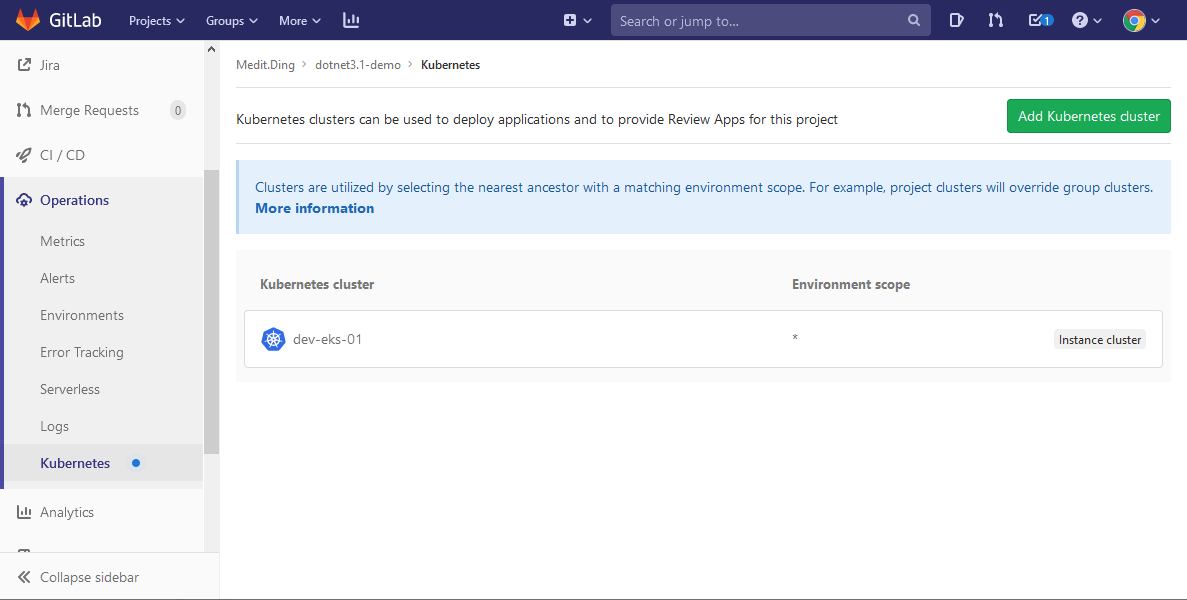 GitLab Projects Groups More Search or jump to... 1
Jira
Merge Requests 0
CI / CD
Operations
Metrics
Alerts
Environments
Error Tracking
Serverless
Logs
Kubernetes
Analytics
Collapse sidebar
Medit.Ding > dotnet3.1-demo > Kubernetes
Kubernetes clusters can be used to deploy applications and to provide Review Apps for this project
Add Kubernetes cluster
Clusters are utilized by selecting the nearest ancestor with a matching environment scope. For example, project clusters will override group clusters.
More information
Kubernetes cluster Environment scope
dev-eks-01 * Instance cluster